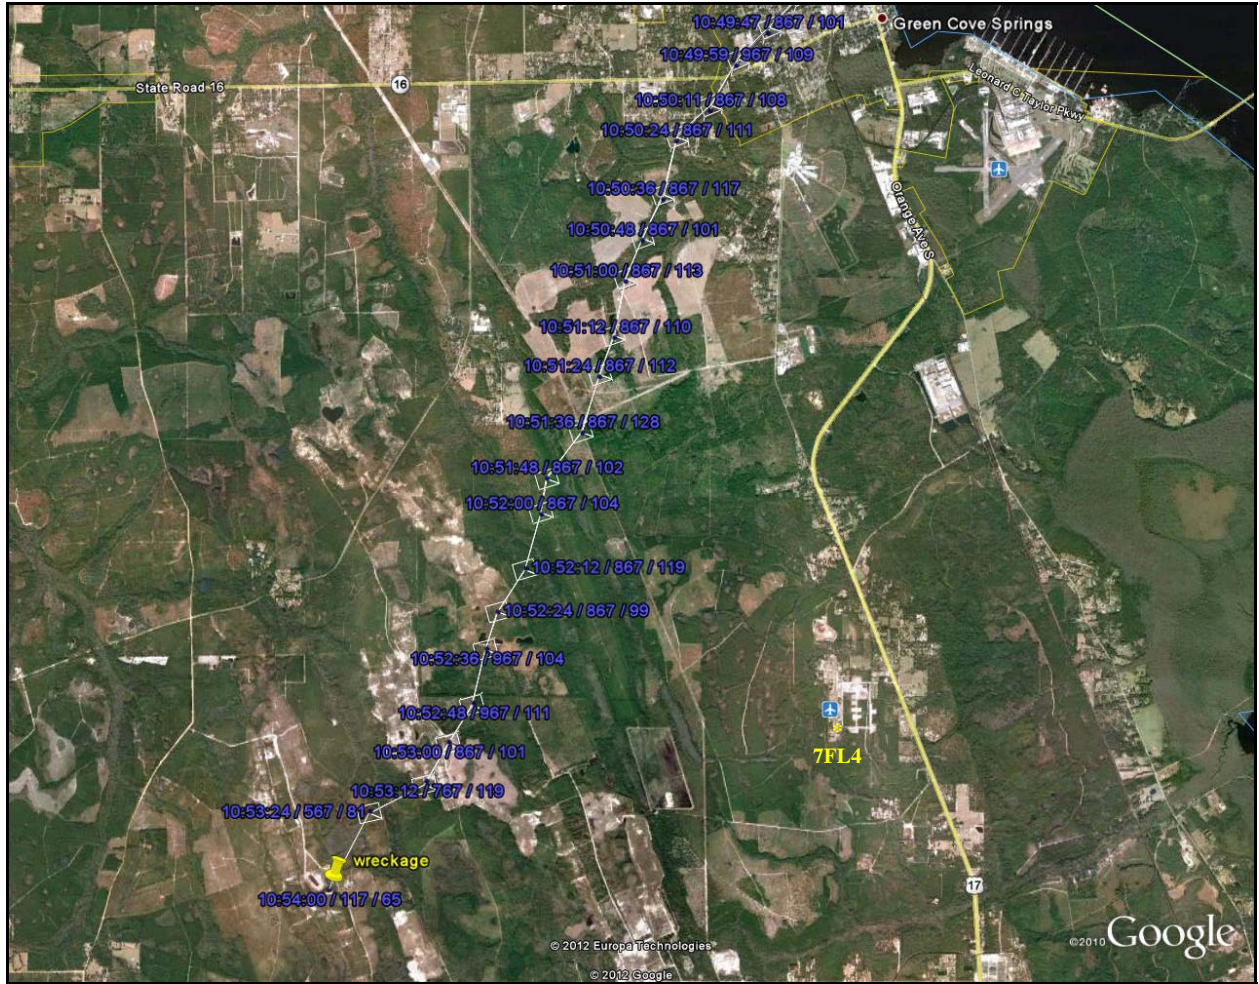 10:49:47 / 867 / 101
Green Cove Springs
10:49:59 / 967 / 109
Leonard C Taylor Pkwy
State Road 16
16
10:50:11 / 867 / 108
10:50:24 / 867 / 111
10:50:36 / 867 / 117
Orange Ave S
10:50:48 / 867 / 101
10:51:00 / 867 / 113
10:51:12 / 867 / 110
10:51:24 / 867 / 112
10:51:36 / 867 / 128
10:51:48 / 867 / 102
10:52:00 / 867 / 104
10:52:12 / 867 / 119
10:52:24 / 867 / 99
10:52:36 / 967 / 104
10:52:48 / 967 / 111
10:53:00 / 867 / 101
7FL4
10:53:12 / 767 / 119
10:53:24 / 567 / 81
wreckage
17
10:54:00 / 117 / 65
© 2012 Europa Technologies
©2010 Google
© 2012 Google